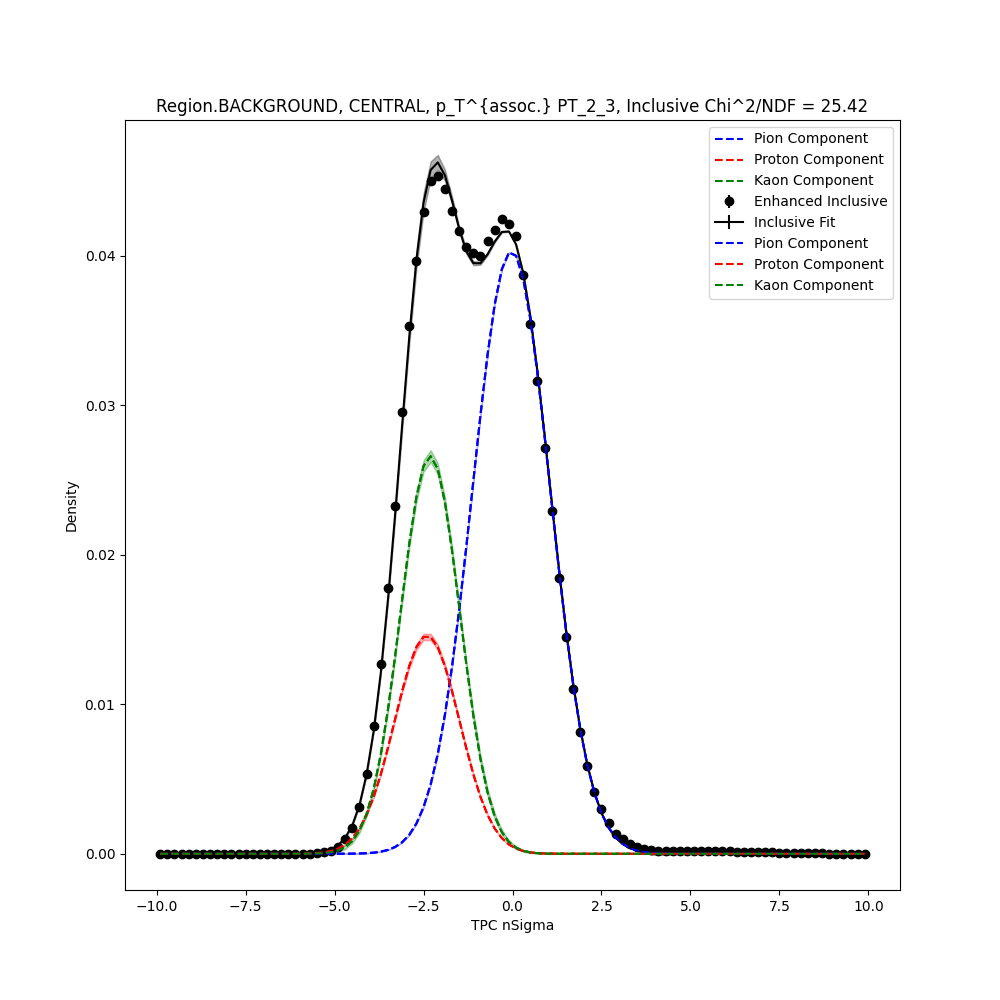 Region.BACKGROUND, CENTRAL, p_T^{assoc.} PT_2_3, Inclusive Chi^2/NDF = 25.42
Pion Component
Proton Component
Kaon Component
Enhanced Inclusive
Inclusive Fit
Pion Component
Proton Component
Kaon Component
0.04
0.03
0.02
0.01
0.00
Density
−10.0 −7.5 −5.0 −2.5 0.0 2.5 5.0 7.5 10.0
TPC nSigma